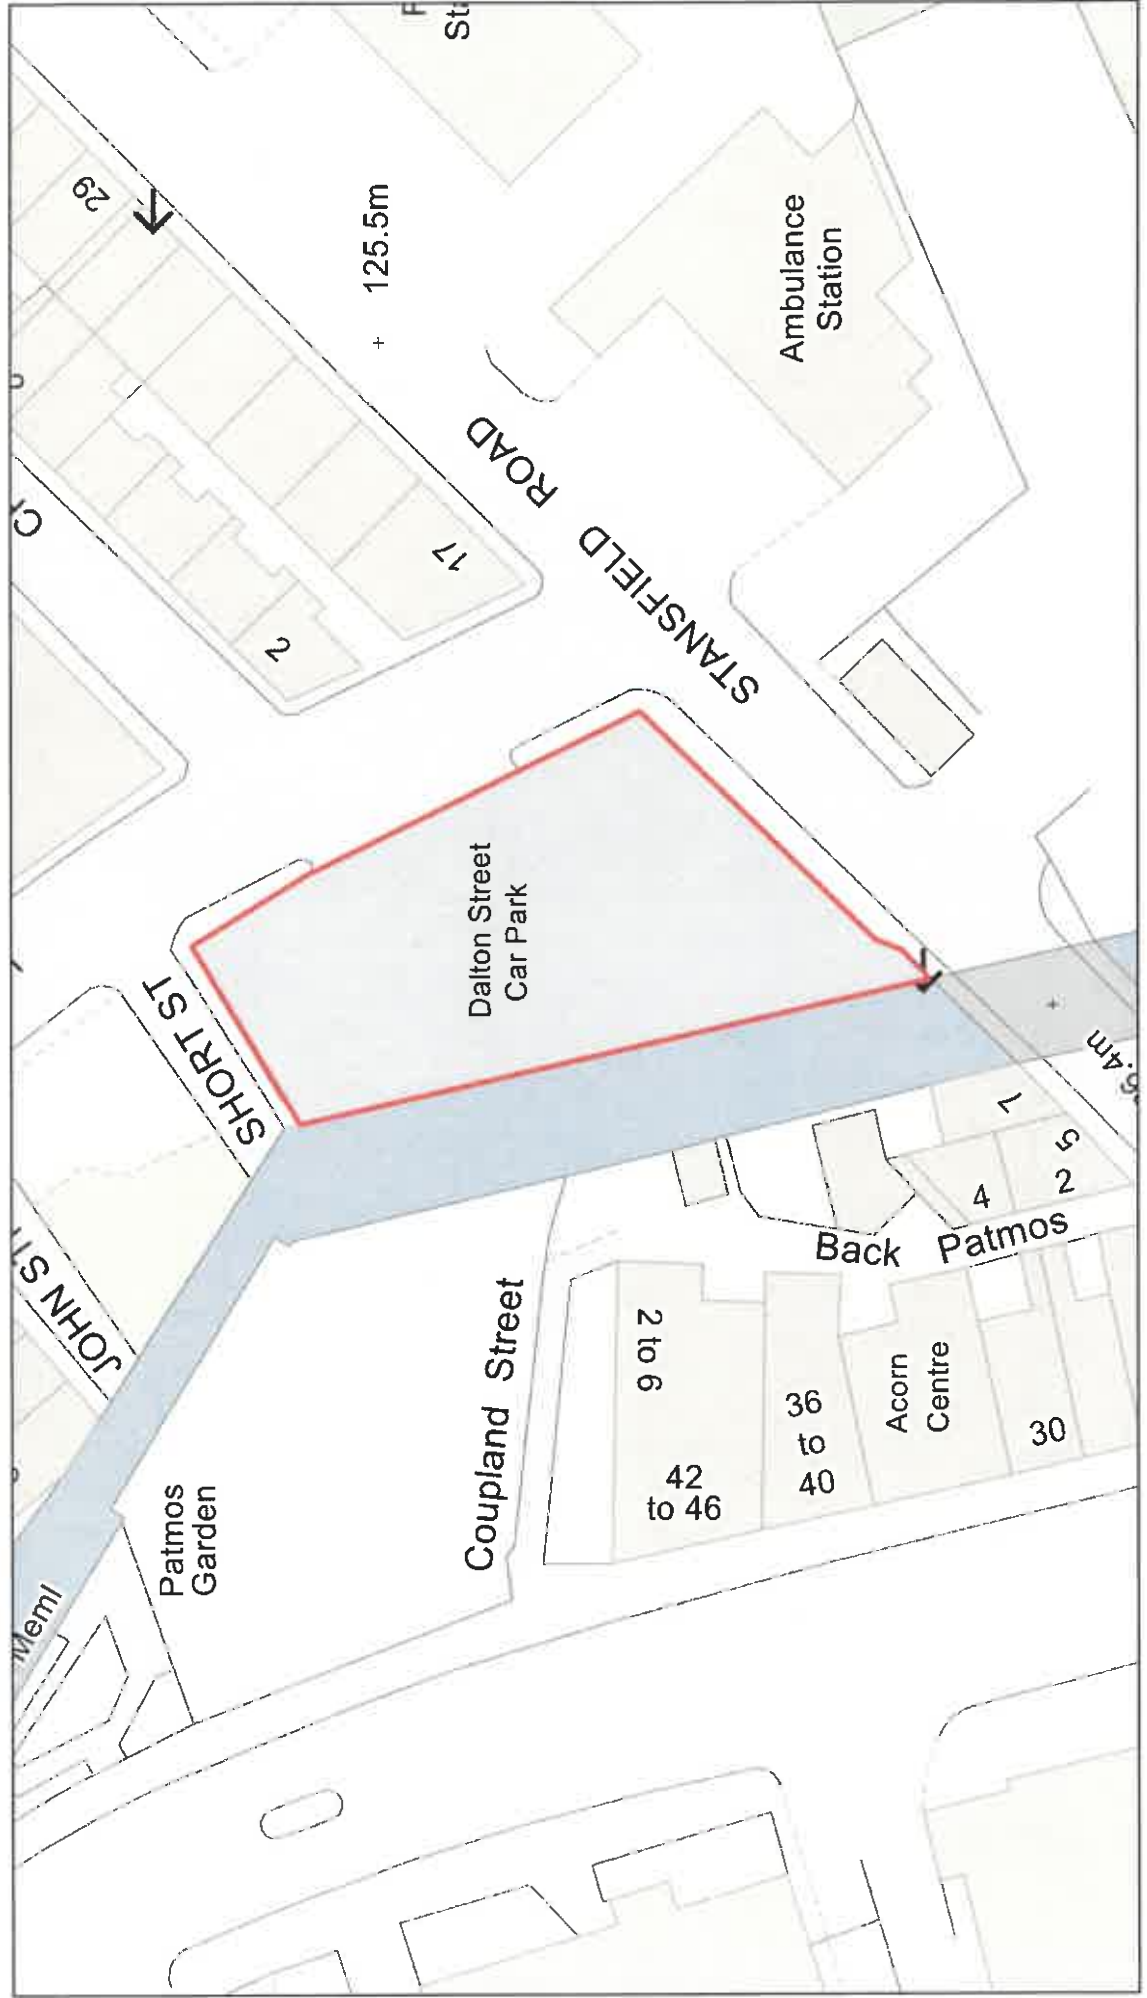 Meml
Patmos
Garden
JOHN ST
SHORT ST
29
125.5m
17
2
STANSFIELD ROAD
Ambulance
Station
Dalton Street
Car Park
Coupland Street
2 to 6
42
to 46
36
to
40
Acorn
Centre
30
Back Patmos
4
2
5
7
6.4m